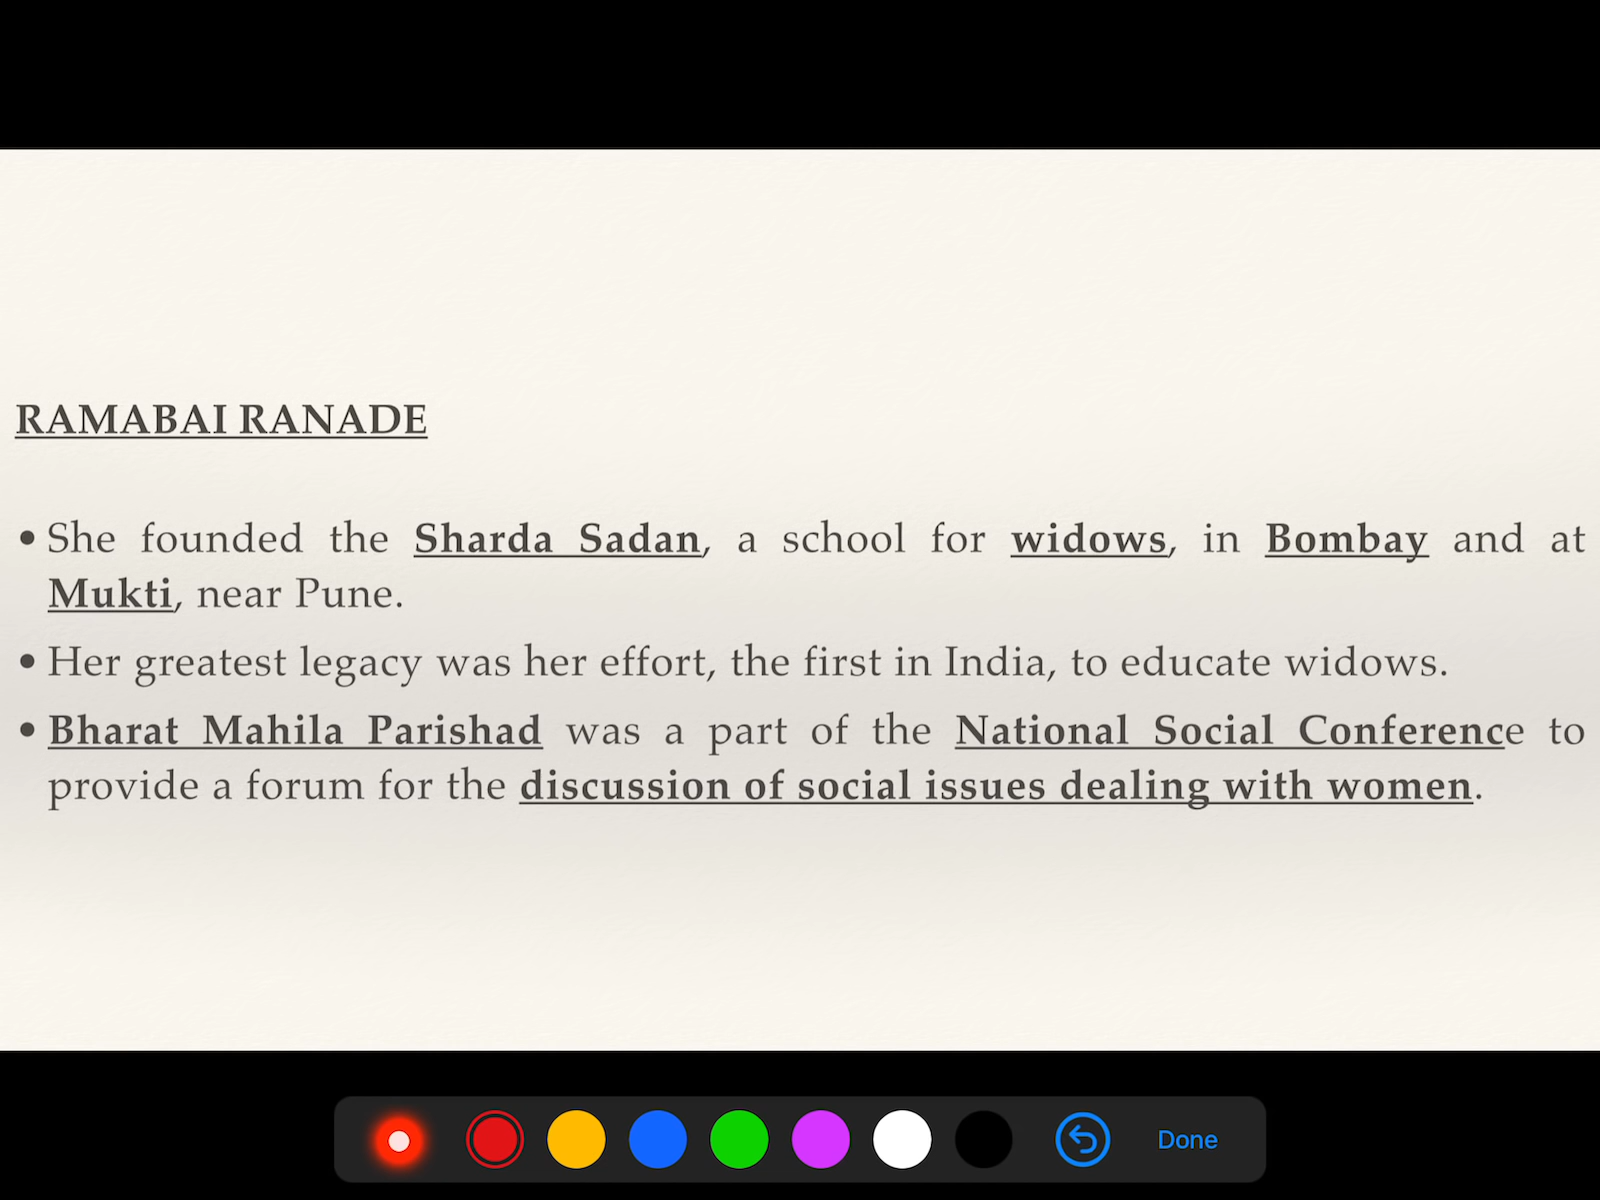 RAMABAI RANADE
• She founded the Sharda Sadan, a school for widows, in Bombay and at
Mukti, near Pune.
• Her greatest legacy was her effort, the first in India, to educate widows.
• Bharat Mahila Parishad was a part of the National Social Conference to
provide a forum for the discussion of social issues dealing with women.
Done